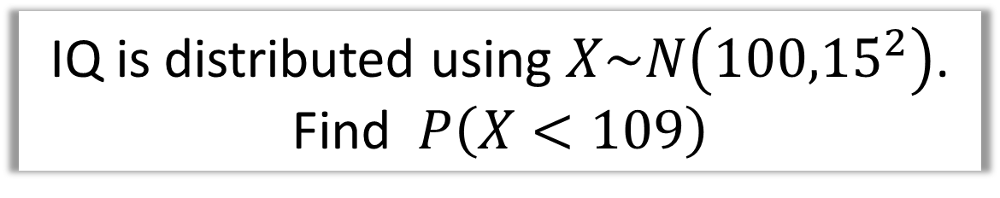 IQ is distributed using X~N(100,15²).
Find P(X < 109)